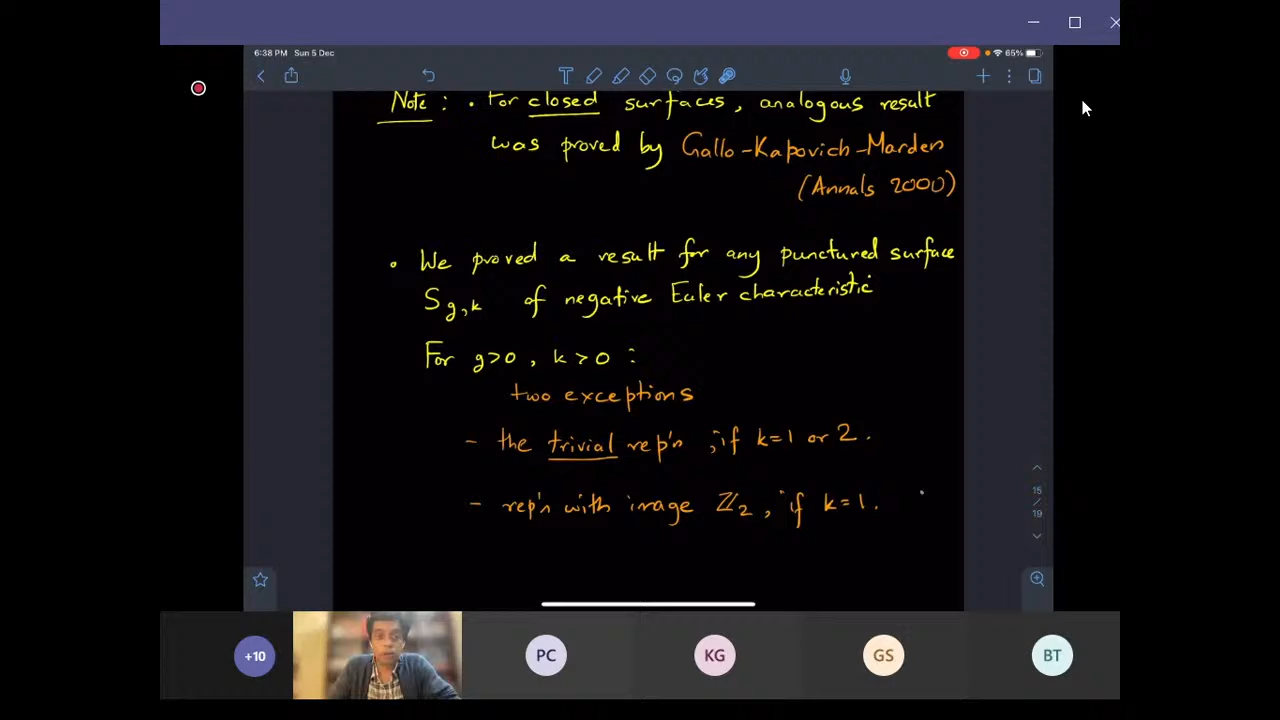 6:38 PM Sun 5 Dec
65%
Note : • For closed surfaces, analogous result
was proved by Gallo-Kapovich-Marden
(Annals 2000)
• We proved a result for any punctured surface
S_{g,k} of negative Euler characteristic
For g>0, k>0 :
two exceptions
- the trivial rep'n, if k=1 or 2.
- rep'n with image ℤ₂, if k=1.
15
/
19
+10
PC
KG
GS
BT